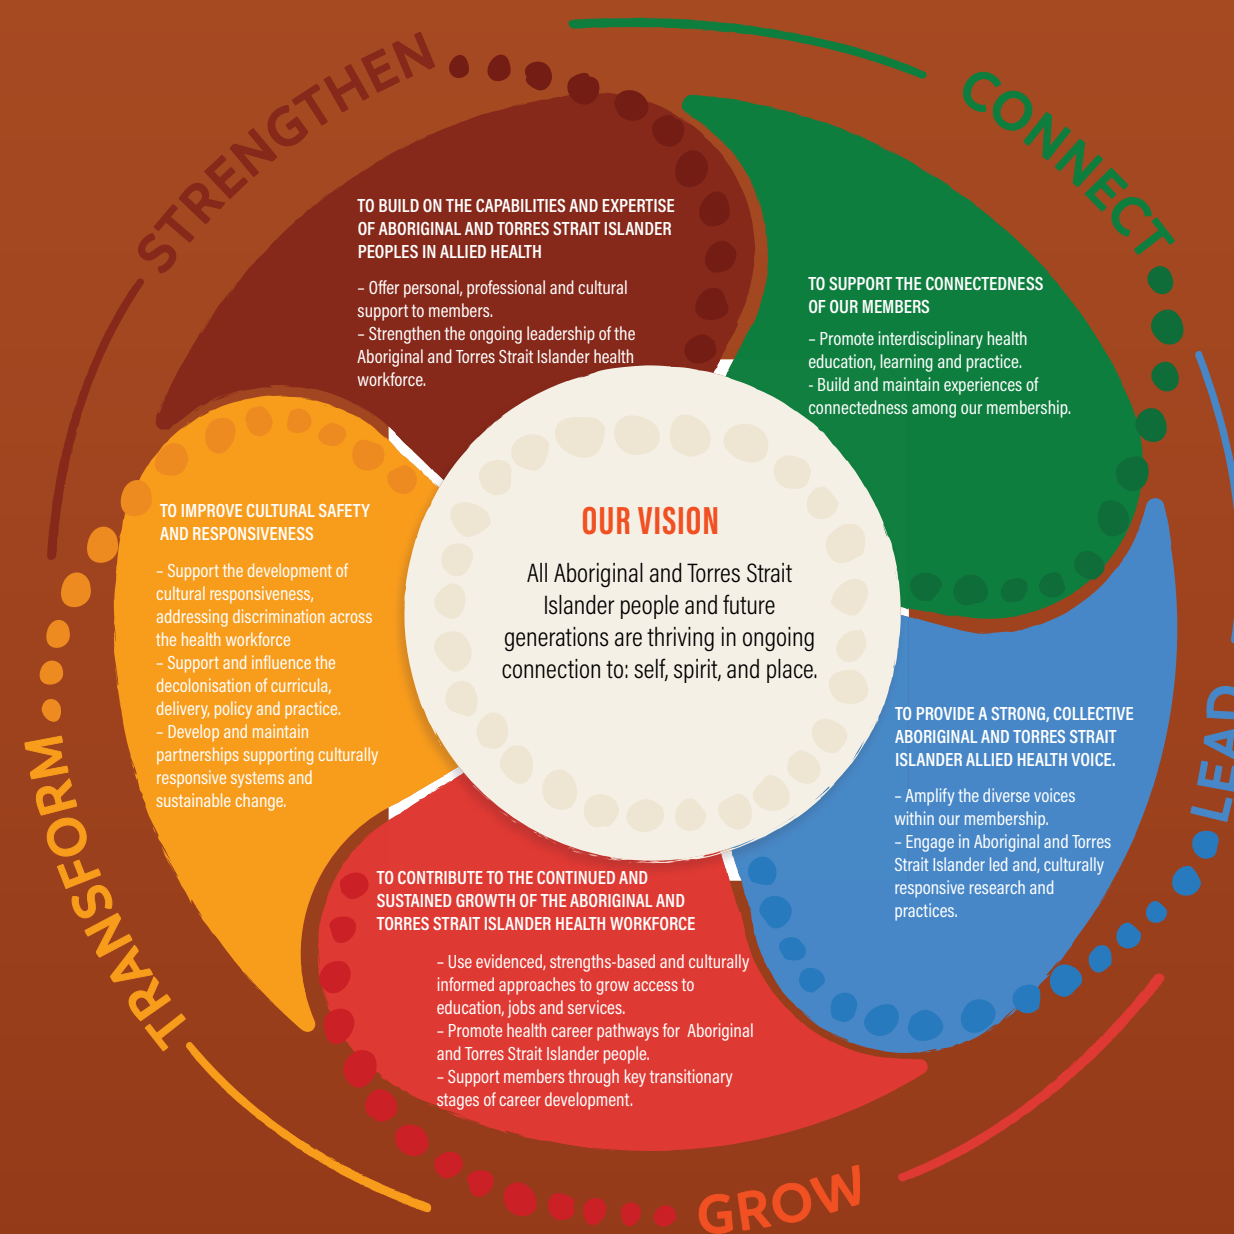 STRENGTHEN
CONNECT
TO BUILD ON THE CAPABILITIES AND EXPERTISE
OF ABORIGINAL AND TORRES STRAIT ISLANDER
PEOPLES IN ALLIED HEALTH
– Offer personal, professional and cultural
support to members.
– Strengthen the ongoing leadership of the
Aboriginal and Torres Strait Islander health
workforce.
TO SUPPORT THE CONNECTEDNESS
OF OUR MEMBERS
– Promote interdisciplinary health
education, learning and practice.
- Build and maintain experiences of
connectedness among our membership.
TO IMPROVE CULTURAL SAFETY
AND RESPONSIVENESS
– Support the development of
cultural responsiveness,
addressing discrimination across
the health workforce
– Support and influence the
decolonisation of curricula,
delivery, policy and practice.
– Develop and maintain
partnerships supporting culturally
responsive systems and
sustainable change.
OUR VISION
All Aboriginal and Torres Strait
Islander people and future
generations are thriving in ongoing
connection to: self, spirit, and place.
TO PROVIDE A STRONG, COLLECTIVE
ABORIGINAL AND TORRES STRAIT
ISLANDER ALLIED HEALTH VOICE.
– Amplify the diverse voices
within our membership.
– Engage in Aboriginal and Torres
Strait Islander led and, culturally
responsive research and
practices.
LEAD
TRANSFORM
TO CONTRIBUTE TO THE CONTINUED AND
SUSTAINED GROWTH OF THE ABORIGINAL AND
TORRES STRAIT ISLANDER HEALTH WORKFORCE
– Use evidenced, strengths-based and culturally
informed approaches to grow access to
education, jobs and services.
– Promote health career pathways for Aboriginal
and Torres Strait Islander people.
– Support members through key transitionary
stages of career development.
GROW